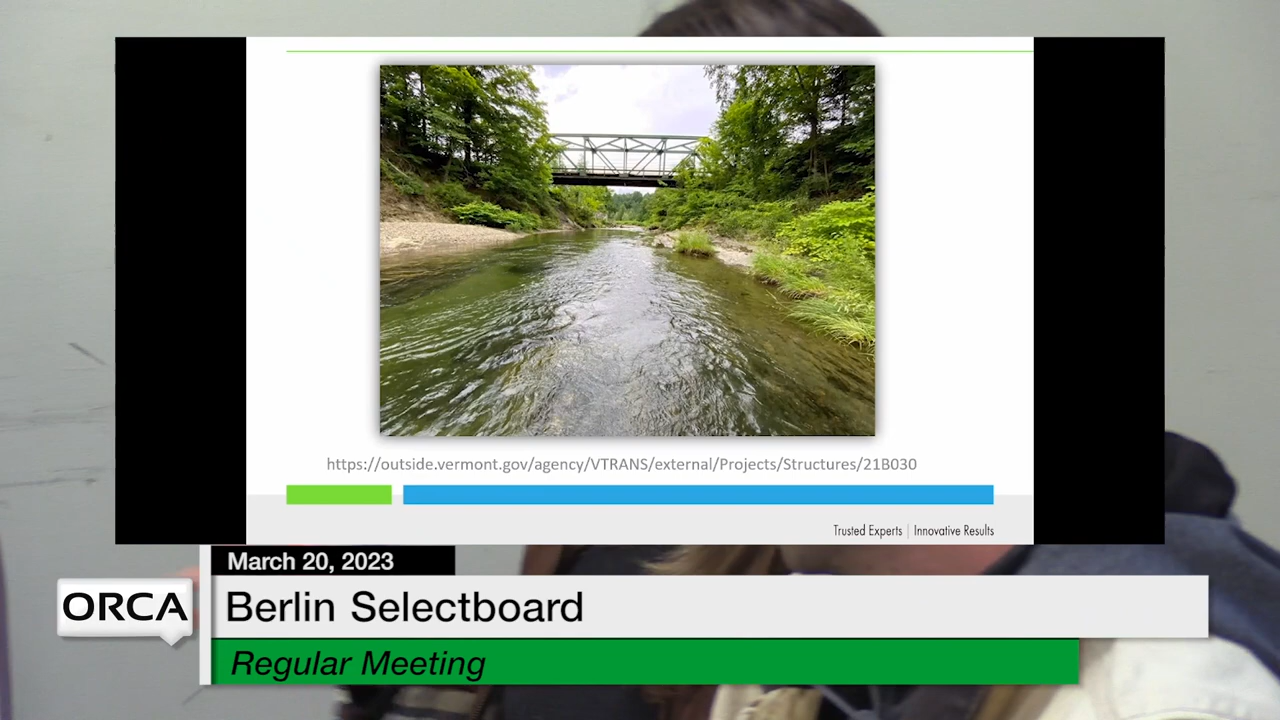 https://outside.vermont.gov/agency/VTRANS/external/Projects/Structures/21B030
Trusted Experts | Innovative Results
March 20, 2023
ORCA
Berlin Selectboard
Regular Meeting